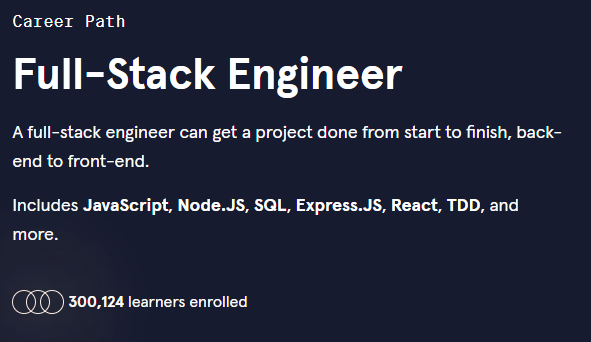 Career Path
Full-Stack Engineer
A full-stack engineer can get a project done from start to finish, back-
end to front-end.
Includes JavaScript, Node.JS, SQL, Express.JS, React, TDD, and
more.
300,124 learners enrolled